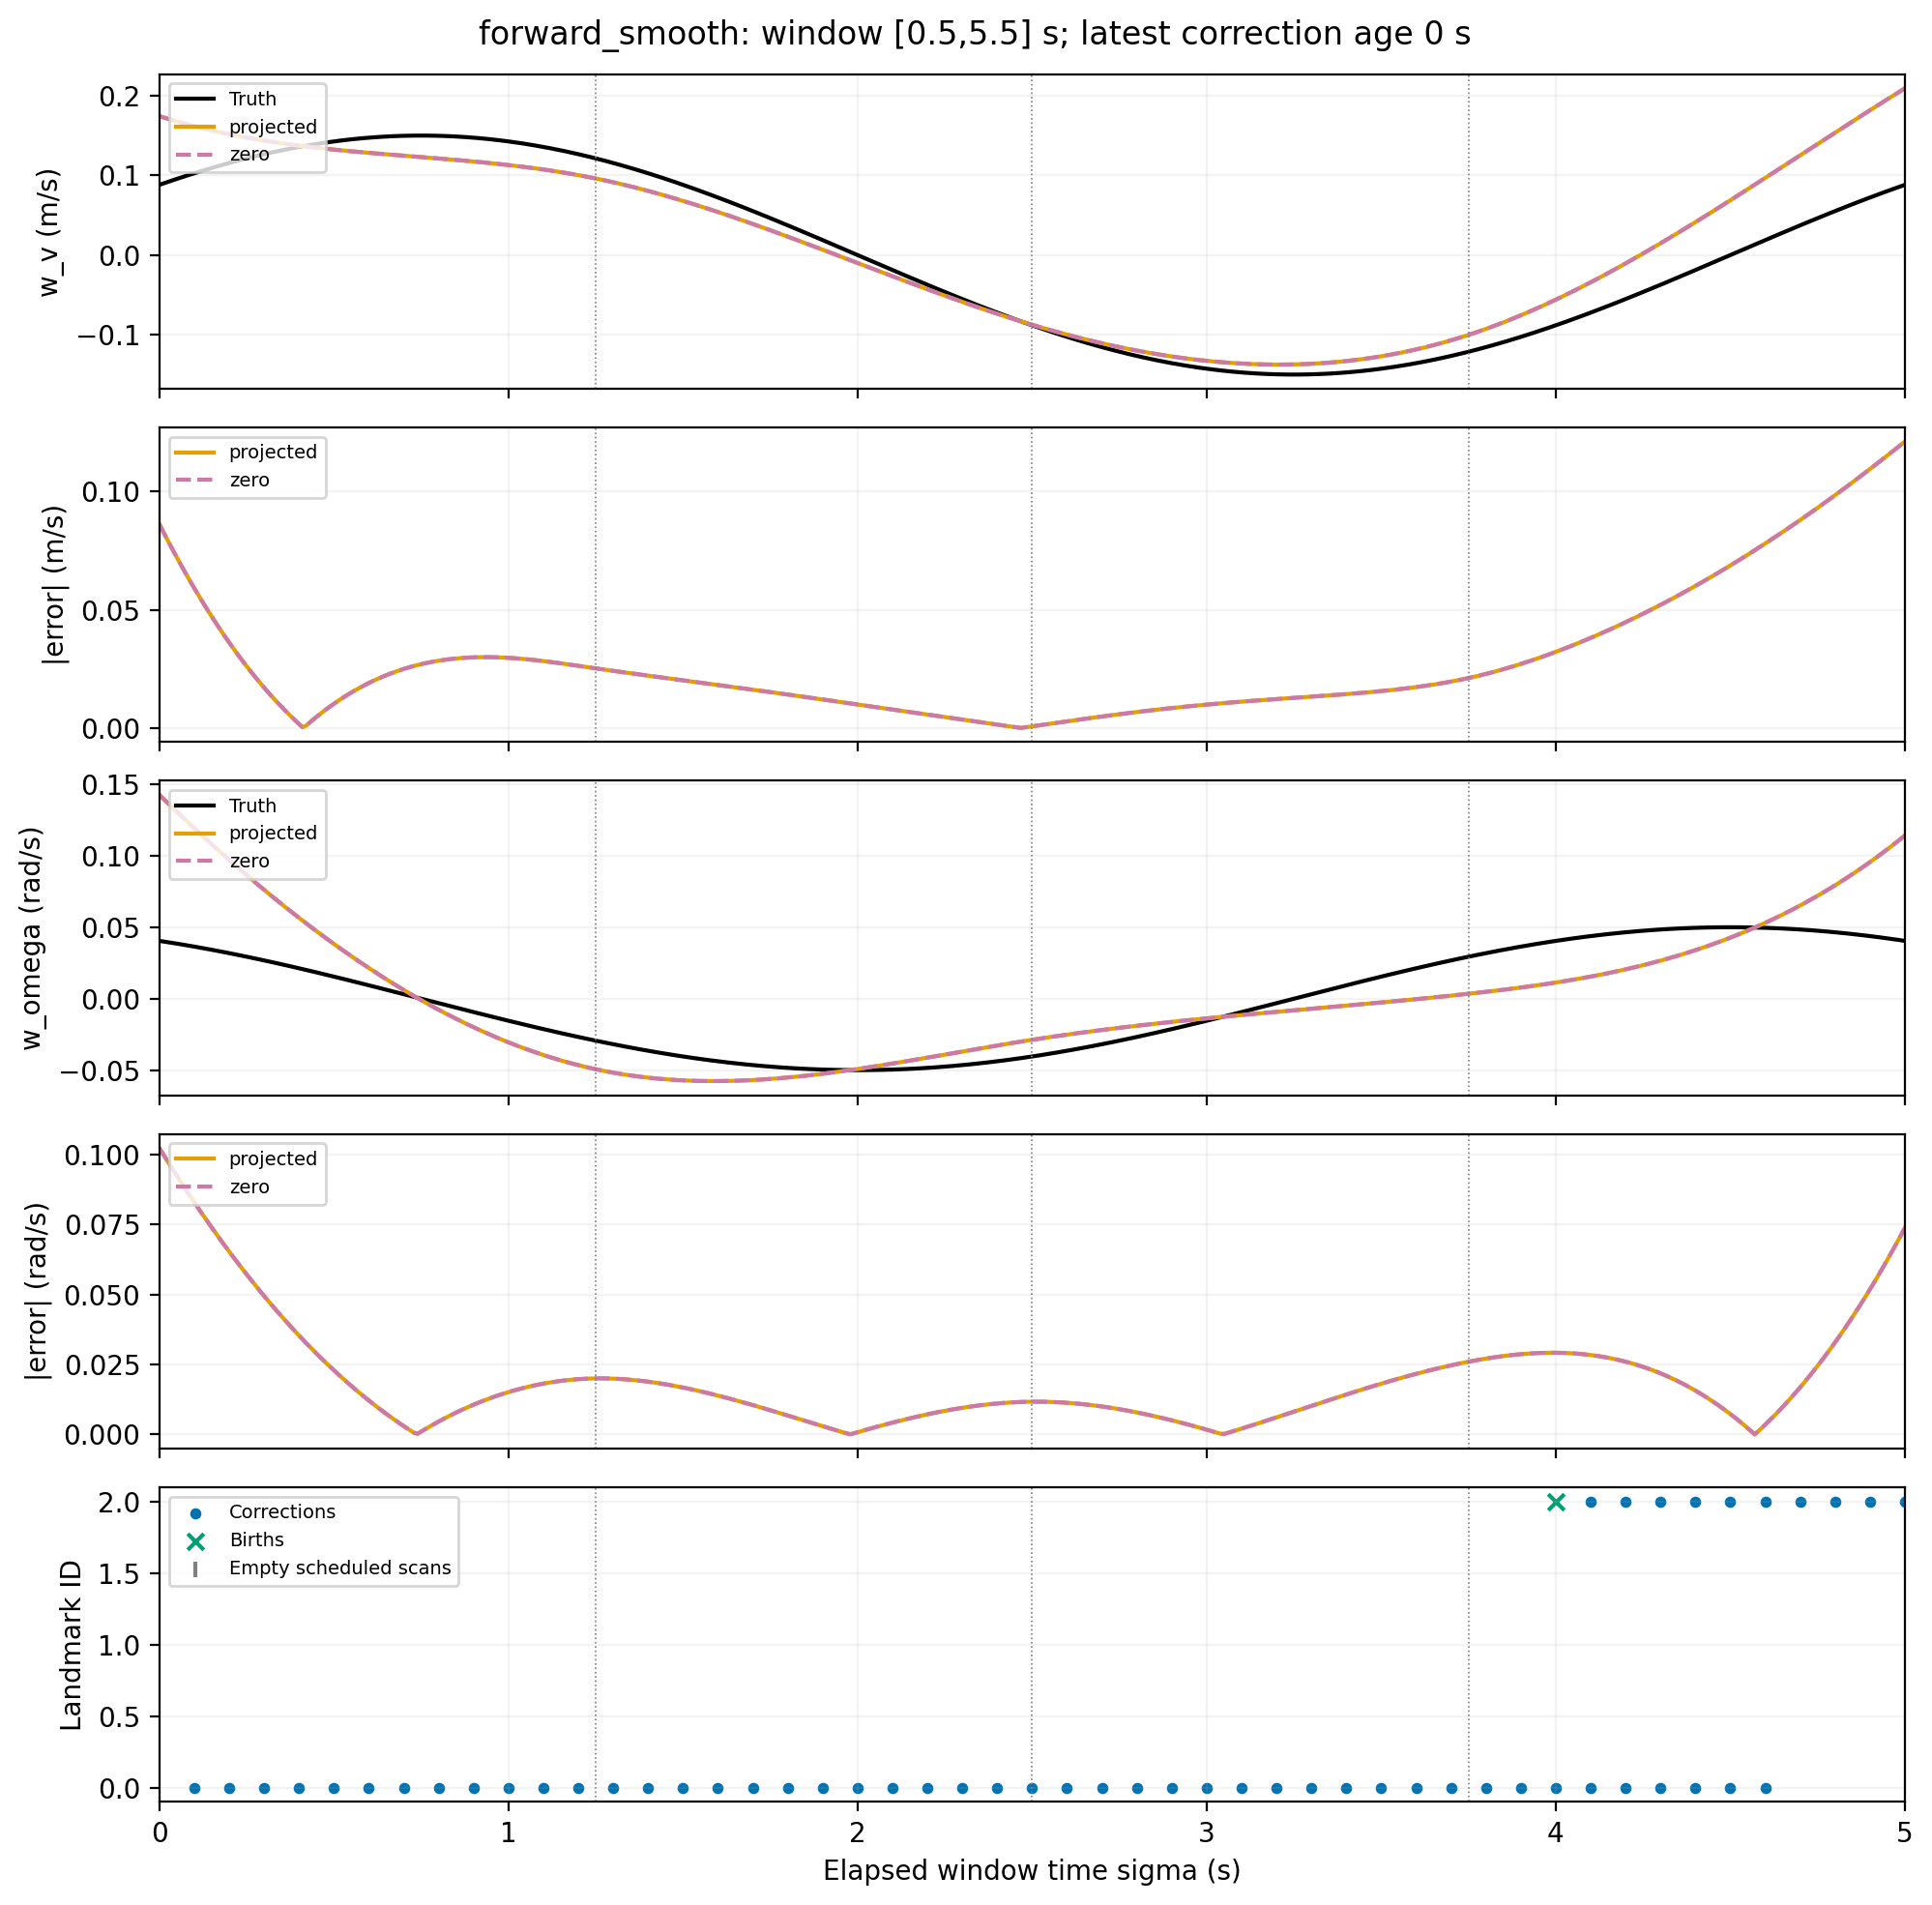 forward_smooth: window [0.5,5.5] s; latest correction age 0 s
w_v (m/s)
0.2
0.1
0.0
−0.1
Truth
projected
zero
|error| (m/s)
0.10
0.05
0.00
projected
zero
w_omega (rad/s)
0.15
0.10
0.05
0.00
−0.05
Truth
projected
zero
|error| (rad/s)
0.100
0.075
0.050
0.025
0.000
projected
zero
Landmark ID
2.0
1.5
1.0
0.5
0.0
Corrections
Births
Empty scheduled scans
0 1 2 3 4 5
Elapsed window time sigma (s)